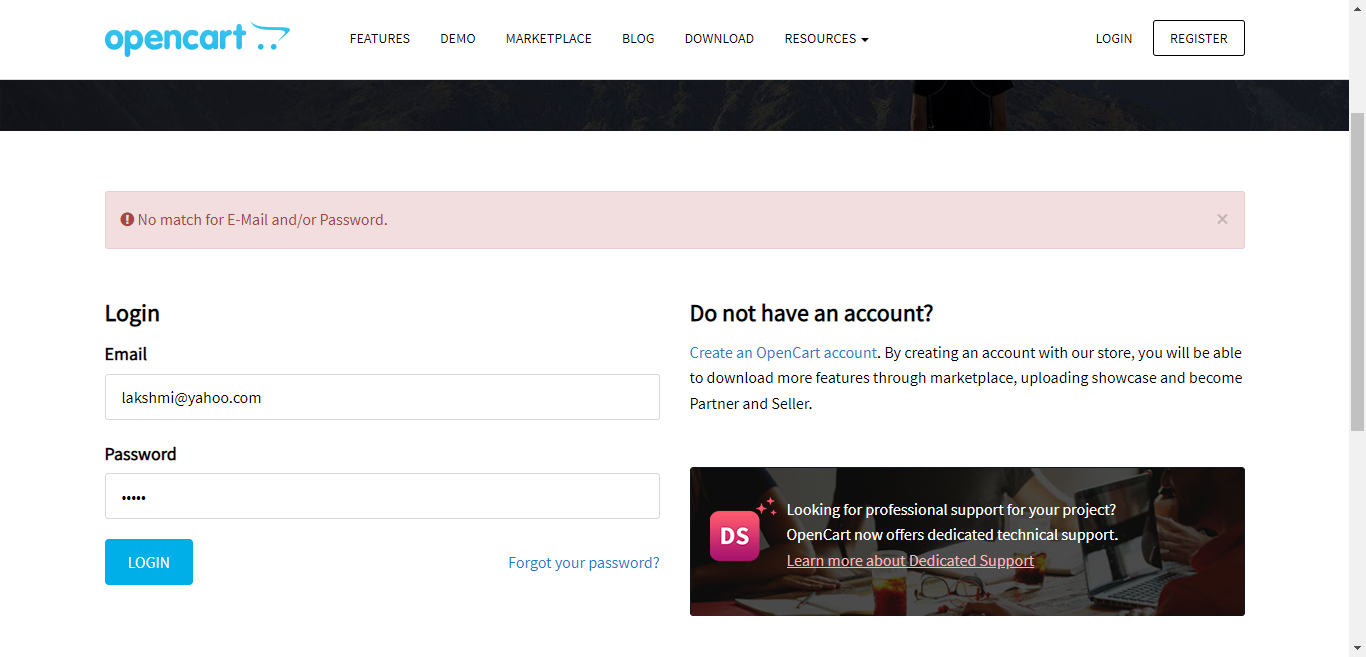 opencart
FEATURES DEMO MARKETPLACE BLOG DOWNLOAD RESOURCES LOGIN REGISTER
No match for E-Mail and/or Password. ×
Login
Email
lakshmi@yahoo.com
Password
•••••
LOGIN Forgot your password?
Do not have an account?
Create an OpenCart account. By creating an account with our store, you will be able
to download more features through marketplace, uploading showcase and become
Partner and Seller.
DS
Looking for professional support for your project?
OpenCart now offers dedicated technical support.
Learn more about Dedicated Support